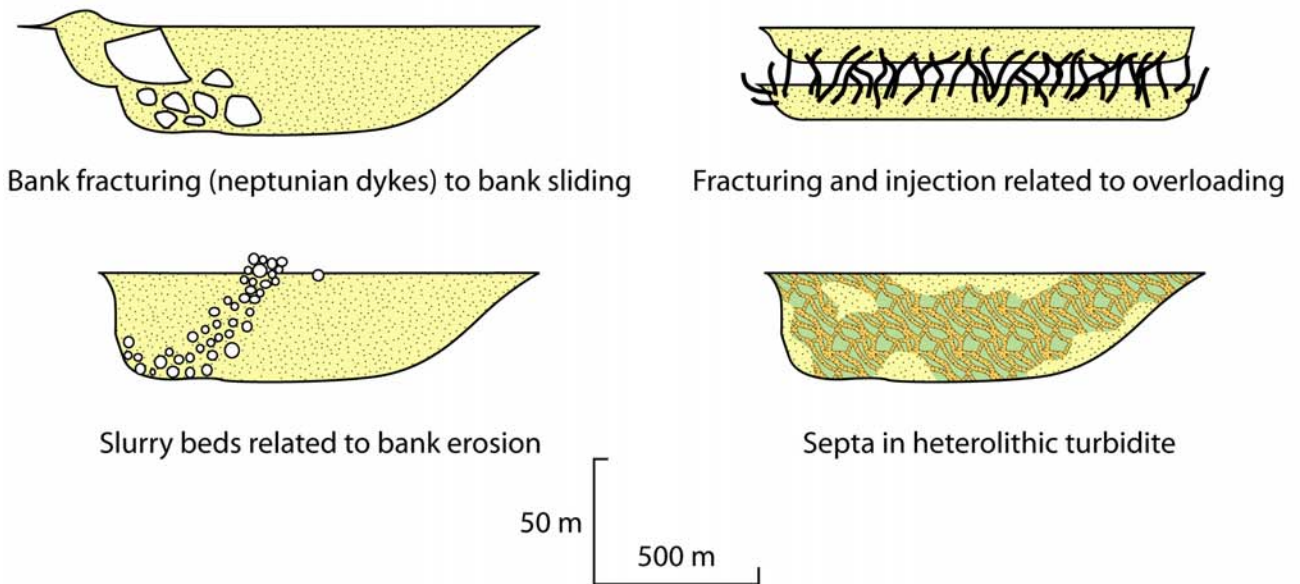 Bank fracturing (neptunian dykes) to bank sliding
Fracturing and injection related to overloading
Slurry beds related to bank erosion
Septa in heterolithic turbidite
50 m
500 m